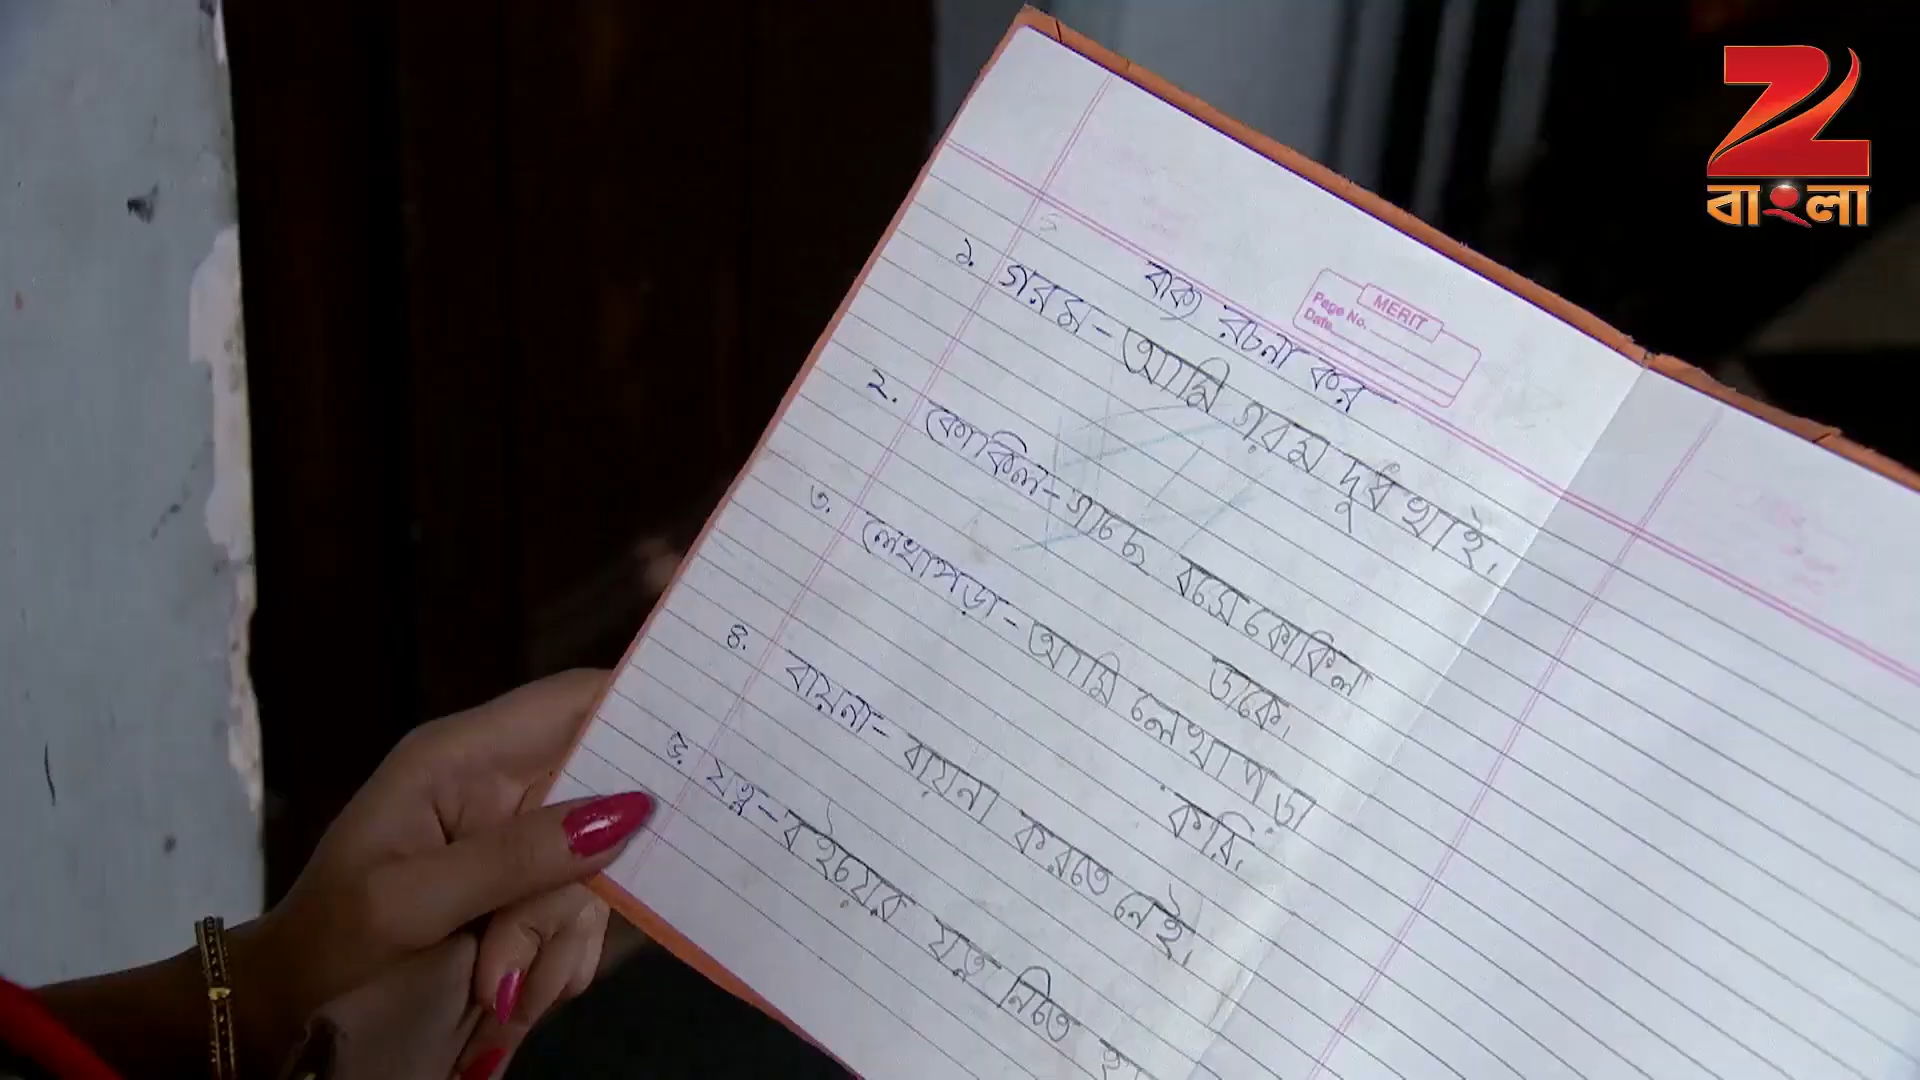 বাংলা
MERIT
Page No.
Date
বাক্য রচনা কর
১. গরম - আমি গরম দুধ খাই।
২. কোকিল - গাছে বসে কোকিল
ডাকে।
৩. লেখাপড়া - আমি লেখাপড়া
করি।
৪. বায়না - বায়না করতে নেই।
৫. যত্ন - বইয়ের যত্ন নিতে